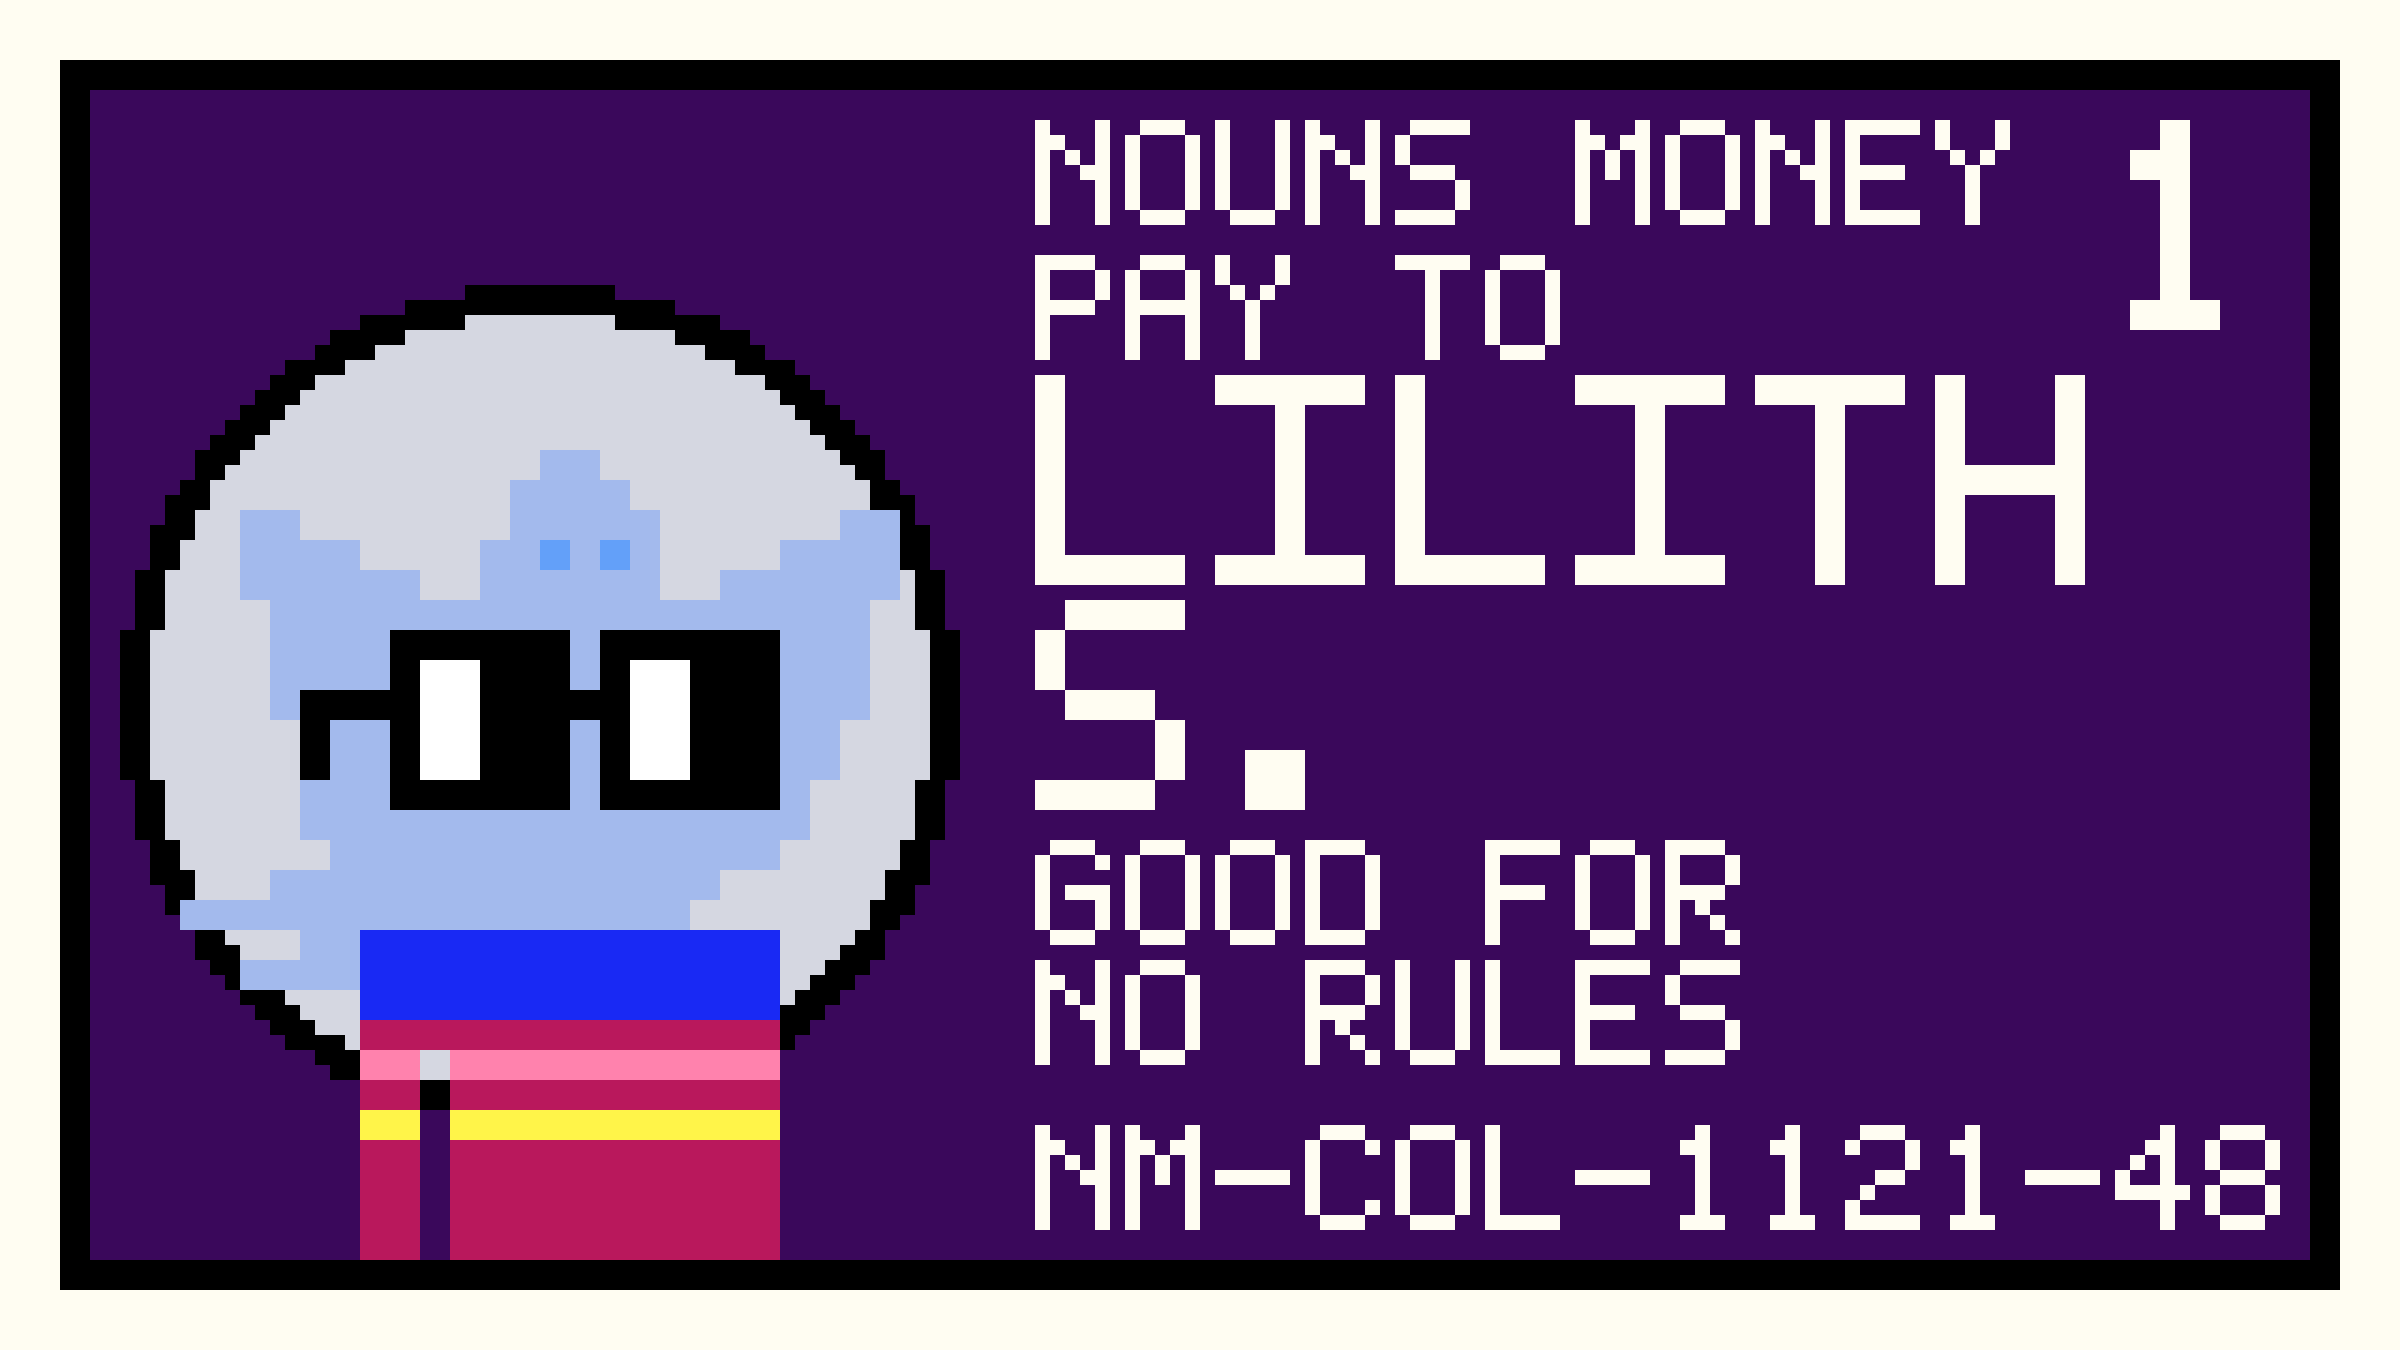 NOUNS MONEY 1
PAY TO
LILITH
S.
GOOD FOR
NO RULES
NM-COL-1121-48